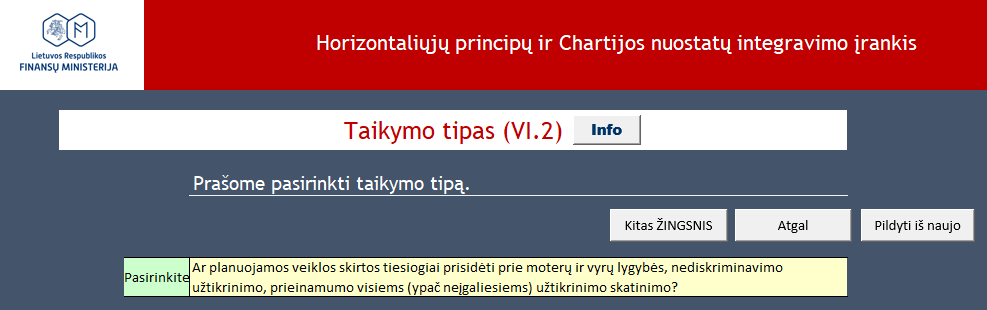 Lietuvos Respublikos
FINANSŲ MINISTERIJA
Horizontaliųjų principų ir Chartijos nuostatų integravimo įrankis
Taikymo tipas (VI.2)
Info
Prašome pasirinkti taikymo tipą.
Kitas ŽINGSNIS
Atgal
Pildyti iš naujo
Pasirinkite
Ar planuojamos veiklos skirtos tiesiogiai prisidėti prie moterų ir vyrų lygybės, nediskriminavimo
užtikrinimo, prieinamumo visiems (ypač neįgaliesiems) užtikrinimo skatinimo?